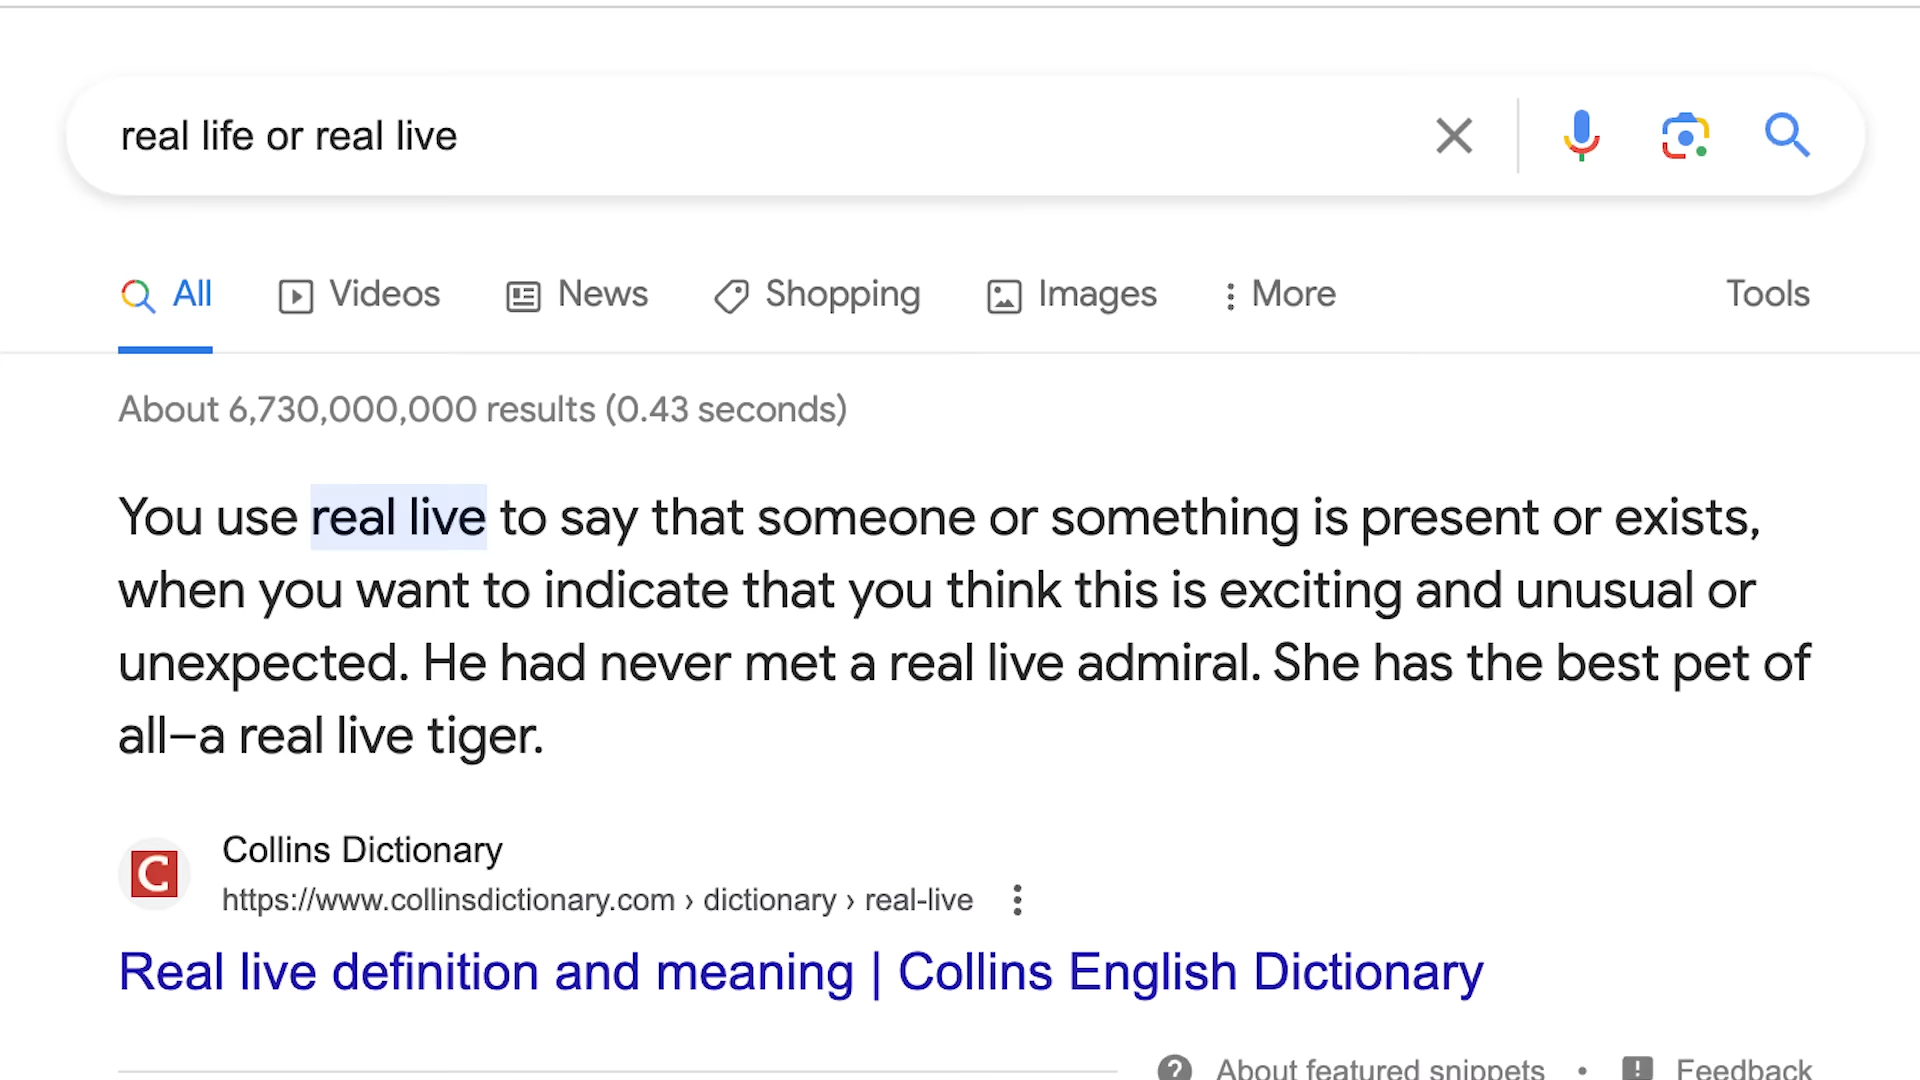 real life or real live
All Videos News Shopping Images More Tools
About 6,730,000,000 results (0.43 seconds)
You use real live to say that someone or something is present or exists,
when you want to indicate that you think this is exciting and unusual or
unexpected. He had never met a real live admiral. She has the best pet of
all–a real live tiger.
C
Collins Dictionary
https://www.collinsdictionary.com › dictionary › real-live
Real live definition and meaning | Collins English Dictionary
About featured snippets • Feedback